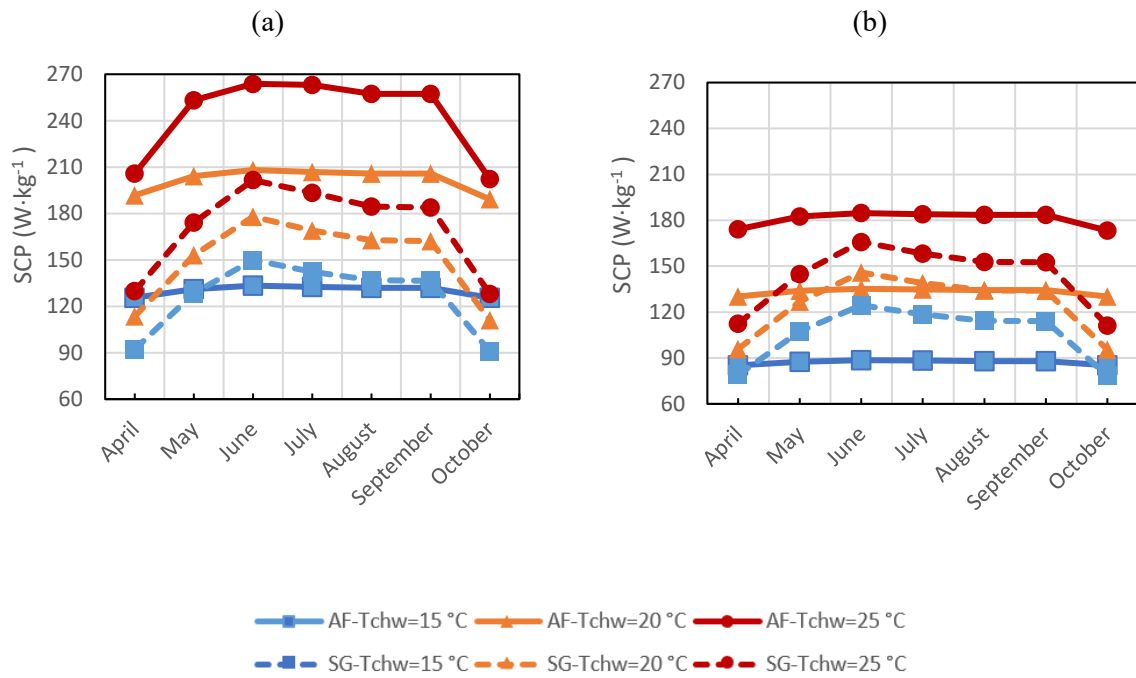 (a)
(b)
270
240
210
180
150
120
90
60
SCP (W·kg⁻¹)
April
May
June
July
August
September
October
270
240
210
180
150
120
90
60
SCP (W·kg⁻¹)
April
May
June
July
August
September
October
AF-Tchw=15 °C
AF-Tchw=20 °C
AF-Tchw=25 °C
SG-Tchw=15 °C
SG-Tchw=20 °C
SG-Tchw=25 °C